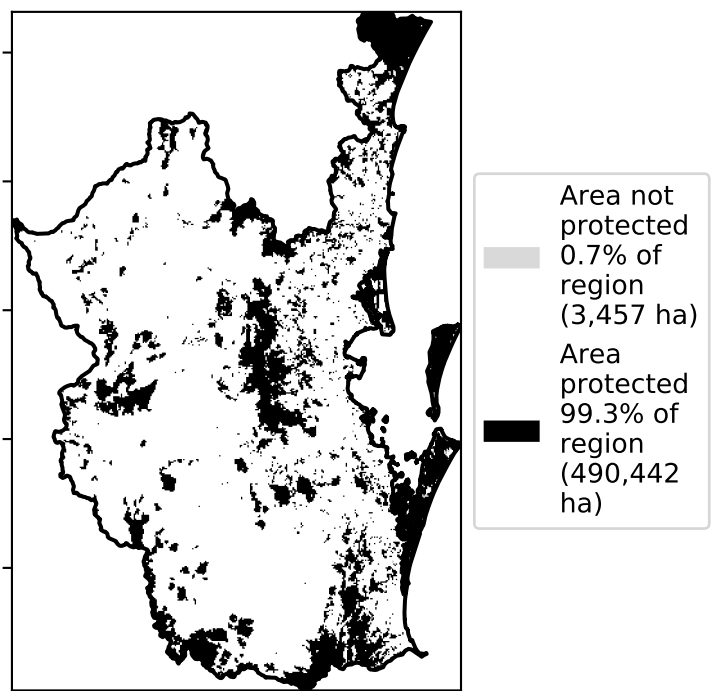 Area not
protected
0.7% of
region
(3,457 ha)
Area
protected
99.3% of
region
(490,442
ha)